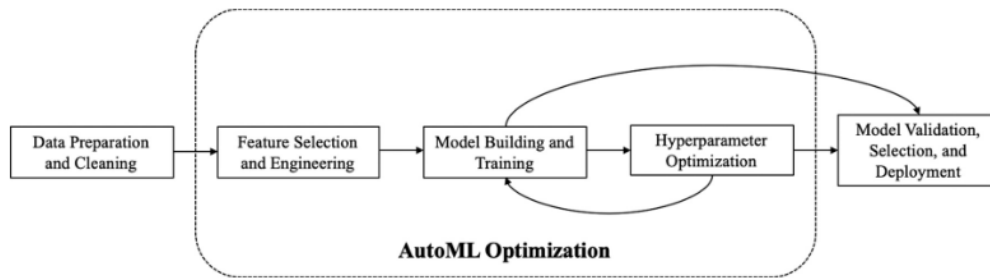 Data Preparation
and Cleaning
Feature Selection
and Engineering
Model Building and
Training
Hyperparameter
Optimization
Model Validation,
Selection, and
Deployment
AutoML Optimization